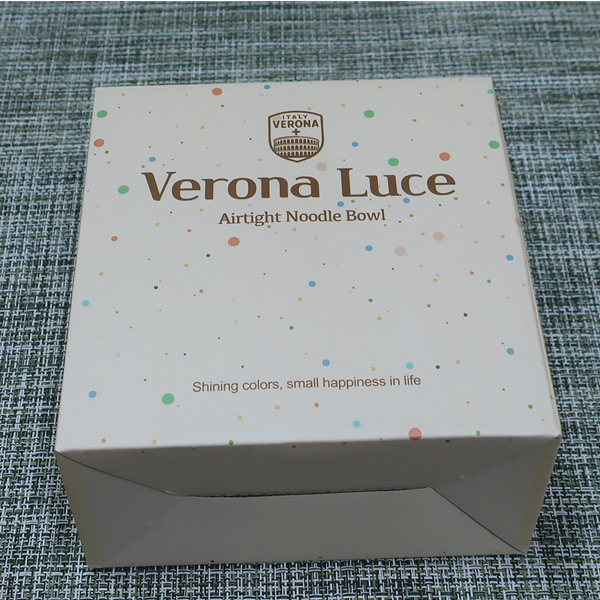 ITALY
VERONA
Verona Luce
Airtight Noodle Bowl
Shining colors, small happiness in life